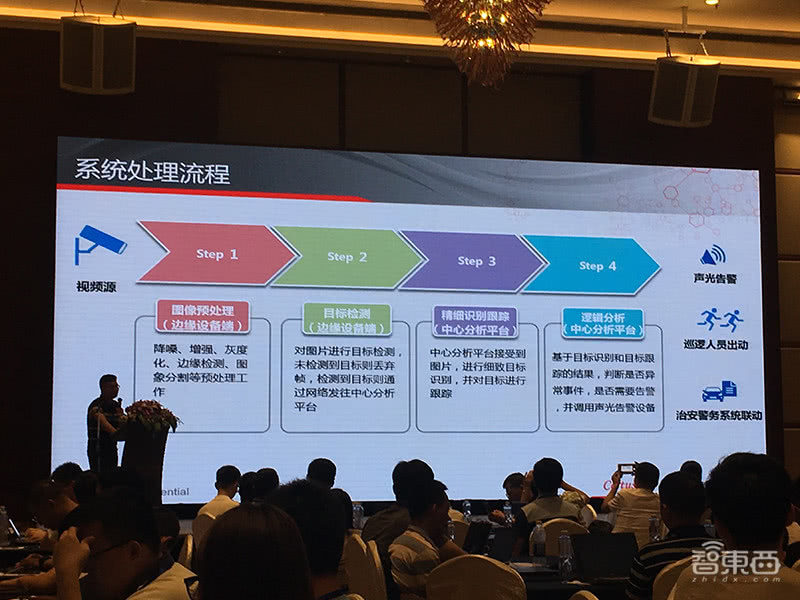 系统处理流程
视频源
Step 1
Step 2
Step 3
Step 4
图像预处理
（边缘设备端）
降噪、增强、灰度
化、边缘检测、图
象分割等预处理工
作
目标检测
（边缘设备端）
对图片进行目标检测，
未检测到目标则丢弃
帧，检测到目标则通
过网络发往中心分析
平台
精细识别跟踪
（中心分析平台）
中心分析平台接受到
图片，进行细致目标
识别，并对目标进行
跟踪
逻辑分析
（中心分析平台）
基于目标识别和目标跟
踪的结果，判断是否异
常事件，是否需要告警
，并调用声光告警设备
声光告警
巡逻人员出动
治安警务系统联动
ential
智東西
zhidx.com